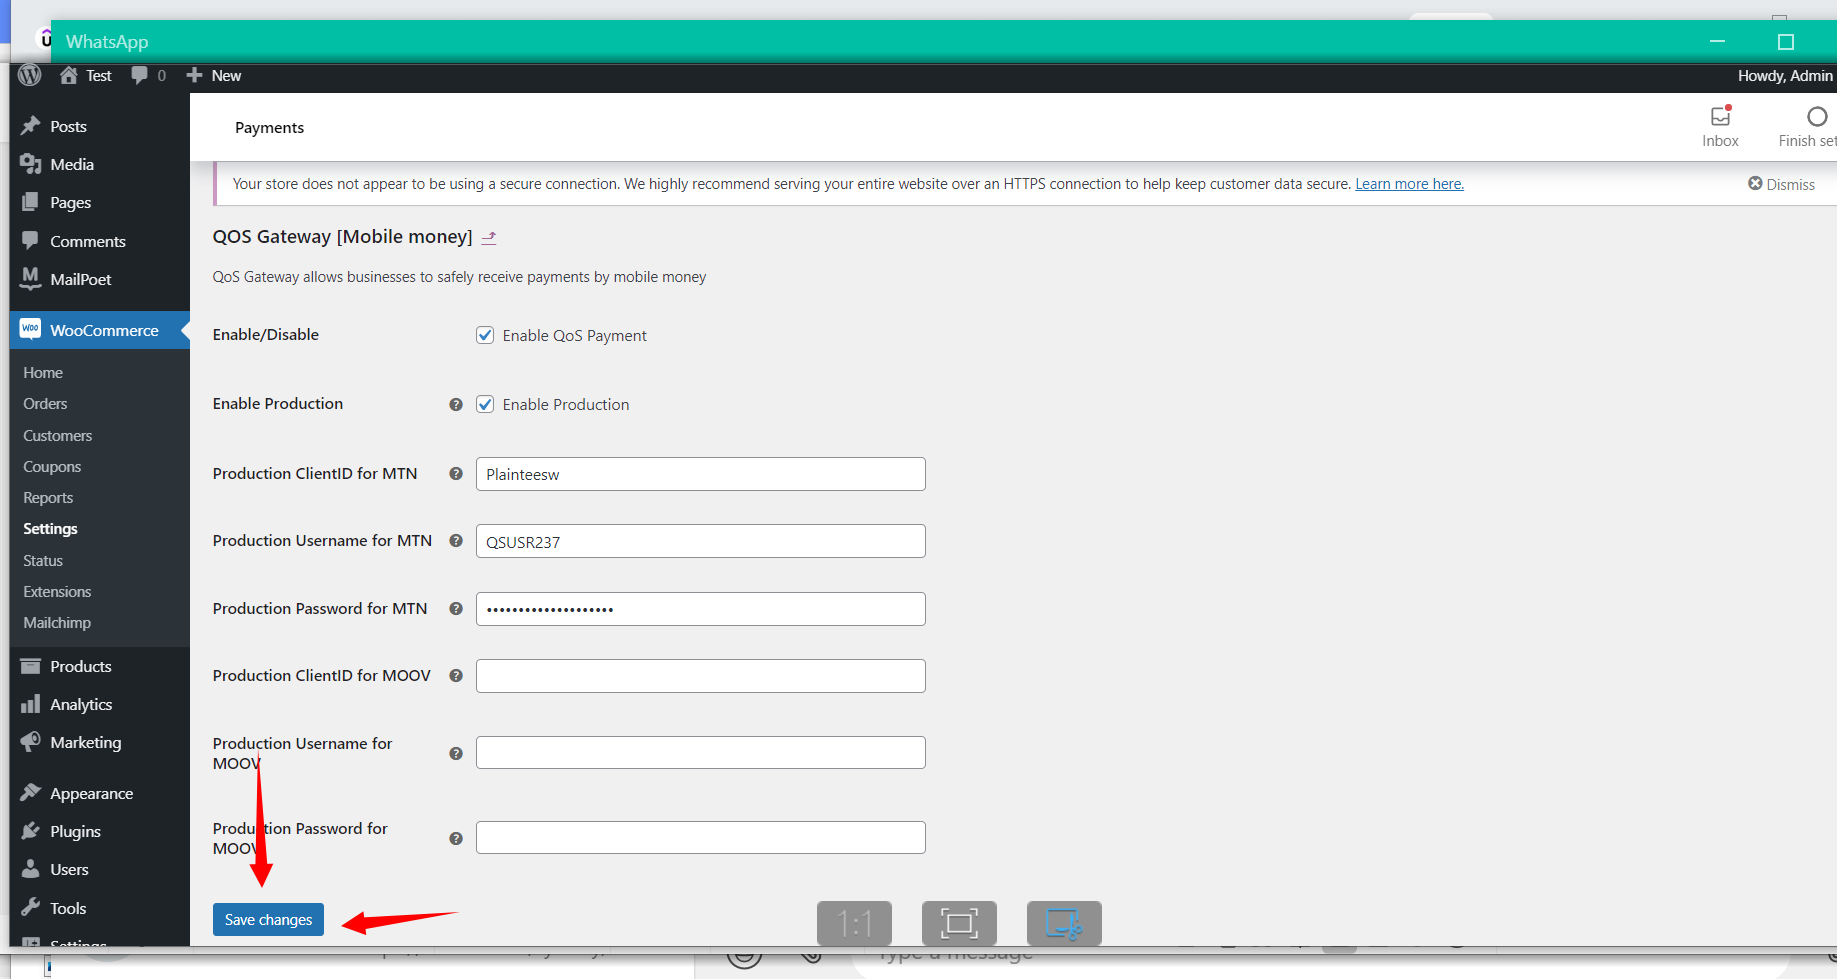 WhatsApp
Test 0 New
Howdy, Admin
Posts
Media
Pages
Comments
MailPoet
WooCommerce
Home
Orders
Customers
Coupons
Reports
Settings
Status
Extensions
Mailchimp
Products
Analytics
Marketing
Appearance
Plugins
Users
Tools
Settings
Payments
Inbox
Finish set
Your store does not appear to be using a secure connection. We highly recommend serving your entire website over an HTTPS connection to help keep customer data secure. Learn more here.
Dismiss
QOS Gateway [Mobile money]
QoS Gateway allows businesses to safely receive payments by mobile money
Enable/Disable
Enable QoS Payment
Enable Production
Enable Production
Production ClientID for MTN
Plainteesw
Production Username for MTN
QSUSR237
Production Password for MTN
Production ClientID for MOOV
Production Username for
MOOV
Production Password for
MOOV
Save changes
1:1
Type a message